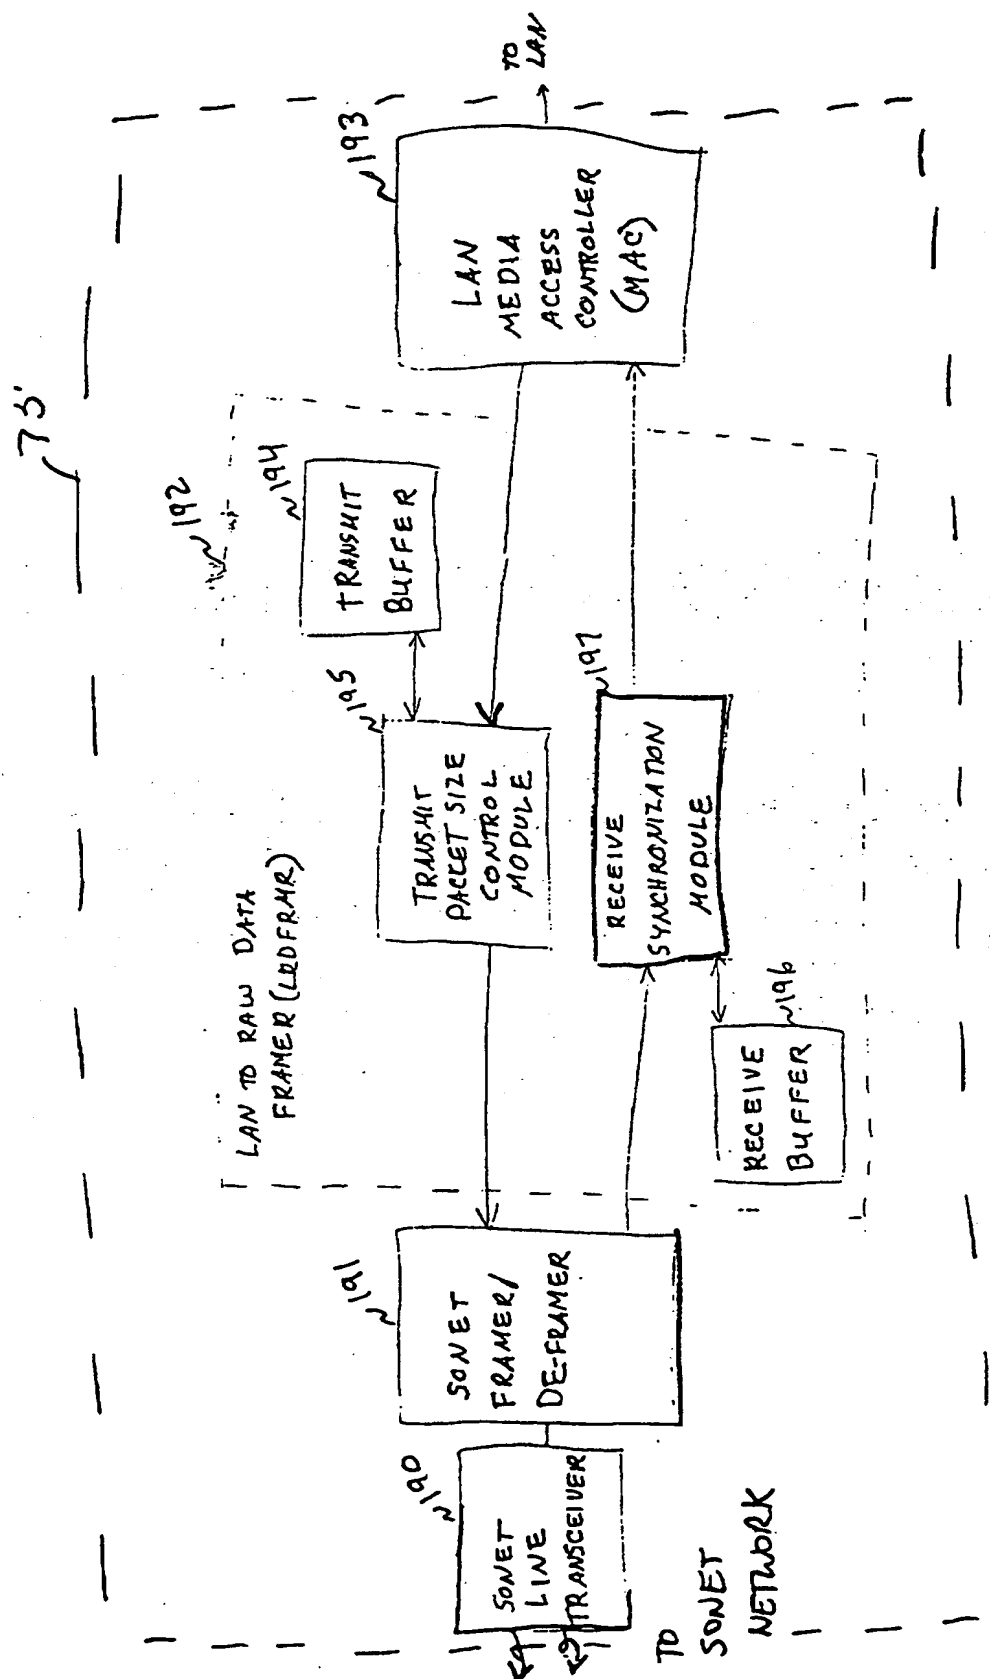 75'
192
LAN TO RAW DATA
FRAMER (LRDFRMR)
190
SONET
LINE
TRANSCEIVER
TO
SONET
NETWORK
191
SONET
FRAMER/
DE-FRAMER
195
TRANSMIT
PACKET SIZE
CONTROL
MODULE
194
TRANSMIT
BUFFER
197
RECEIVE
SYNCHRONIZATION
MODULE
196
RECEIVE
BUFFER
193
LAN
MEDIA
ACCESS
CONTROLLER
(MAC)
TO
LAN